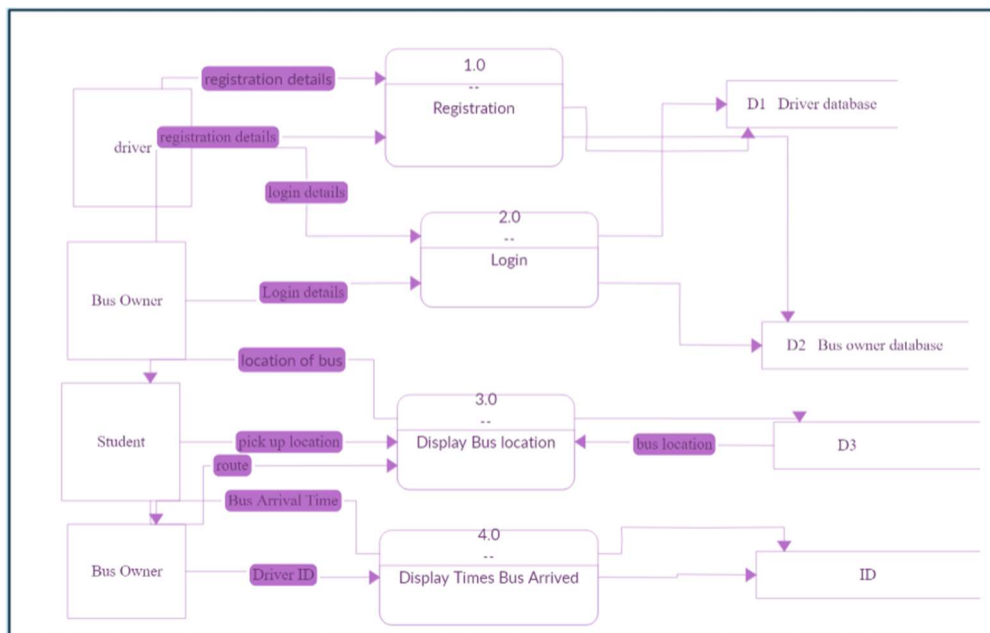 1.0
registration details
--
Registration
D1 Driver database
registration details
driver
login details
2.0
--
Login
Login details
Bus Owner
D2 Bus owner database
location of bus
3.0
--
Student
pick up location
Display Bus location
bus location
D3
route
Bus Arrival Time
4.0
--
Bus Owner
Driver ID
Display Times Bus Arrived
ID